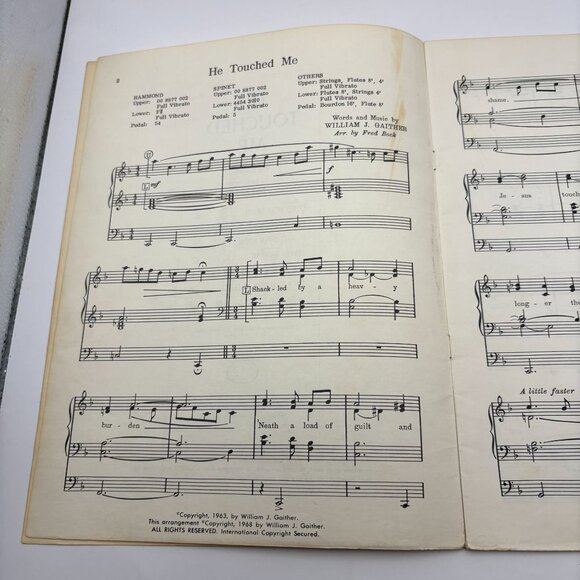 2
He Touched Me
HAMMOND
Upper: 00 8877 002
Full Vibrato
Lower:
Full Vibrato
Pedal: 54
SPINET
Upper: 00 8877 002
Full Vibrato
Lower: 4454 3020
Full Vibrato
Pedal: 5
OTHERS
Upper: Strings, Flutes 8', 4'
Full Vibrato
Lower: Flutes 8', Strings 4'
Full Vibrato
Pedal: Bourdon 16', Flute 8'
Words and Music by
WILLIAM J. GAITHER
Arr. by Fred Bock
U
L mf
f
L Shack-led by a heav-y
bur-den
Neath a load of guilt and
©Copyright, 1963, by William J. Gaither.
This arrangement ©Copyright, 1968 by William J. Gaither.
ALL RIGHTS RESERVED. International Copyright Secured.
shame.
Je-sus touch
long-er the
A little faster